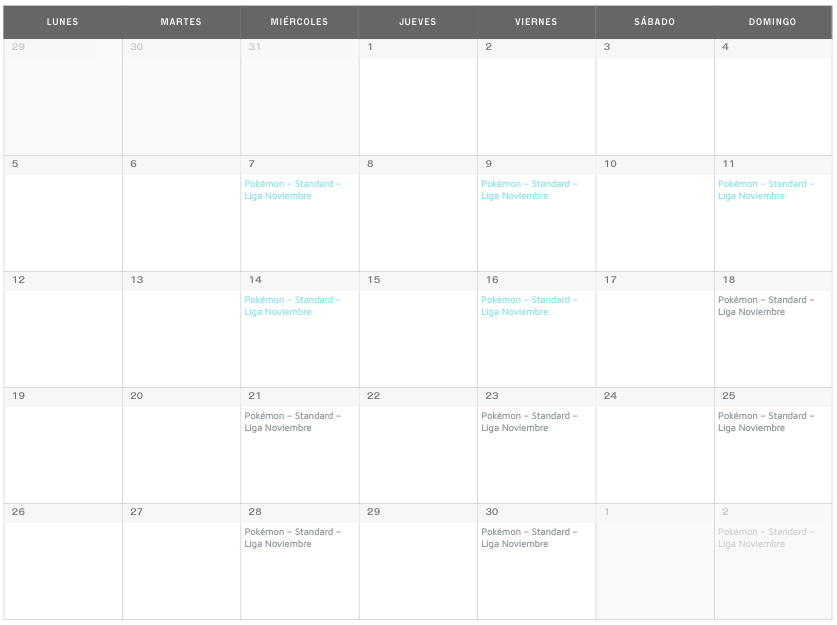 LUNES MARTES MIÉRCOLES JUEVES VIERNES SÁBADO DOMINGO
29 30 31 1 2 3 4
5 6 7 8 9 10 11
Pokémon – Standard – Pokémon – Standard – Pokémon – Standard –
Liga Noviembre Liga Noviembre Liga Noviembre
12 13 14 15 16 17 18
Pokémon – Standard – Pokémon – Standard – Pokémon – Standard –
Liga Noviembre Liga Noviembre Liga Noviembre
19 20 21 22 23 24 25
Pokémon – Standard – Pokémon – Standard – Pokémon – Standard –
Liga Noviembre Liga Noviembre Liga Noviembre
26 27 28 29 30 1 2
Pokémon – Standard – Pokémon – Standard – Pokémon – Standard –
Liga Noviembre Liga Noviembre Liga Noviembre